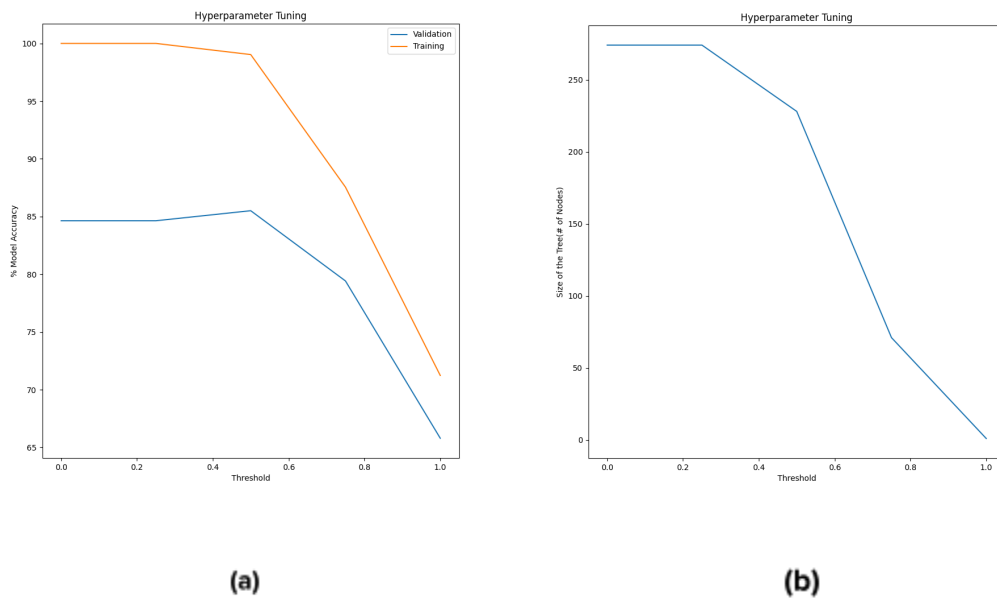 Hyperparameter Tuning
Validation
Training
100
95
90
85
80
75
70
65
% Model Accuracy
0.0 0.2 0.4 0.6 0.8 1.0
Threshold
(a)
Hyperparameter Tuning
250
200
150
100
50
0
Size of the Tree(# of Nodes)
0.0 0.2 0.4 0.6 0.8 1.0
Threshold
(b)